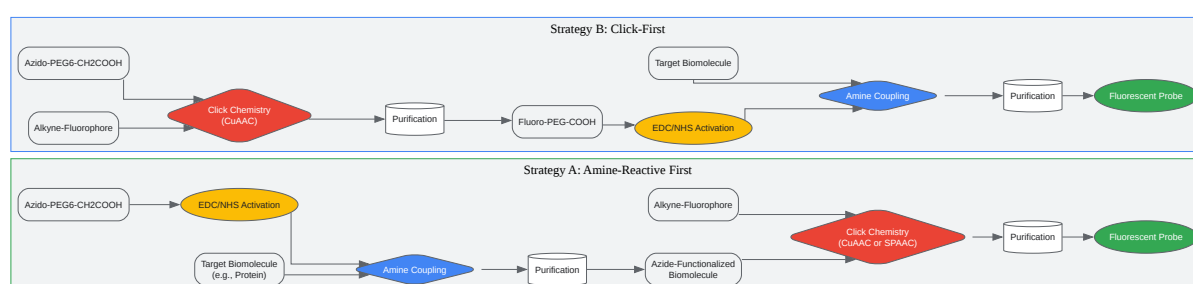 Strategy B: Click-First
Azido-PEG6-CH2COOH
Alkyne-Fluorophore
Click Chemistry
(CuAAC)
Purification
Fluoro-PEG-COOH
EDC/NHS Activation
Target Biomolecule
Amine Coupling
Purification
Fluorescent Probe
Strategy A: Amine-Reactive First
Azido-PEG6-CH2COOH
EDC/NHS Activation
Target Biomolecule
(e.g., Protein)
Amine Coupling
Purification
Azide-Functionalized
Biomolecule
Alkyne-Fluorophore
Click Chemistry
(CuAAC or SPAAC)
Purification
Fluorescent Probe